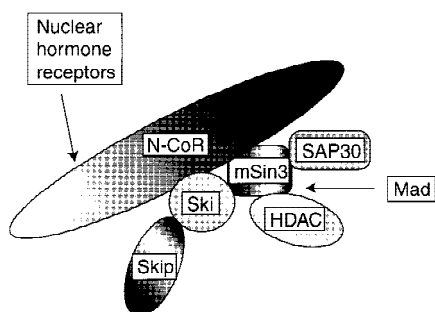 Nuclear
hormone
receptors
N-CoR
SAP30
mSin3
Mad
Ski
HDAC
Skip